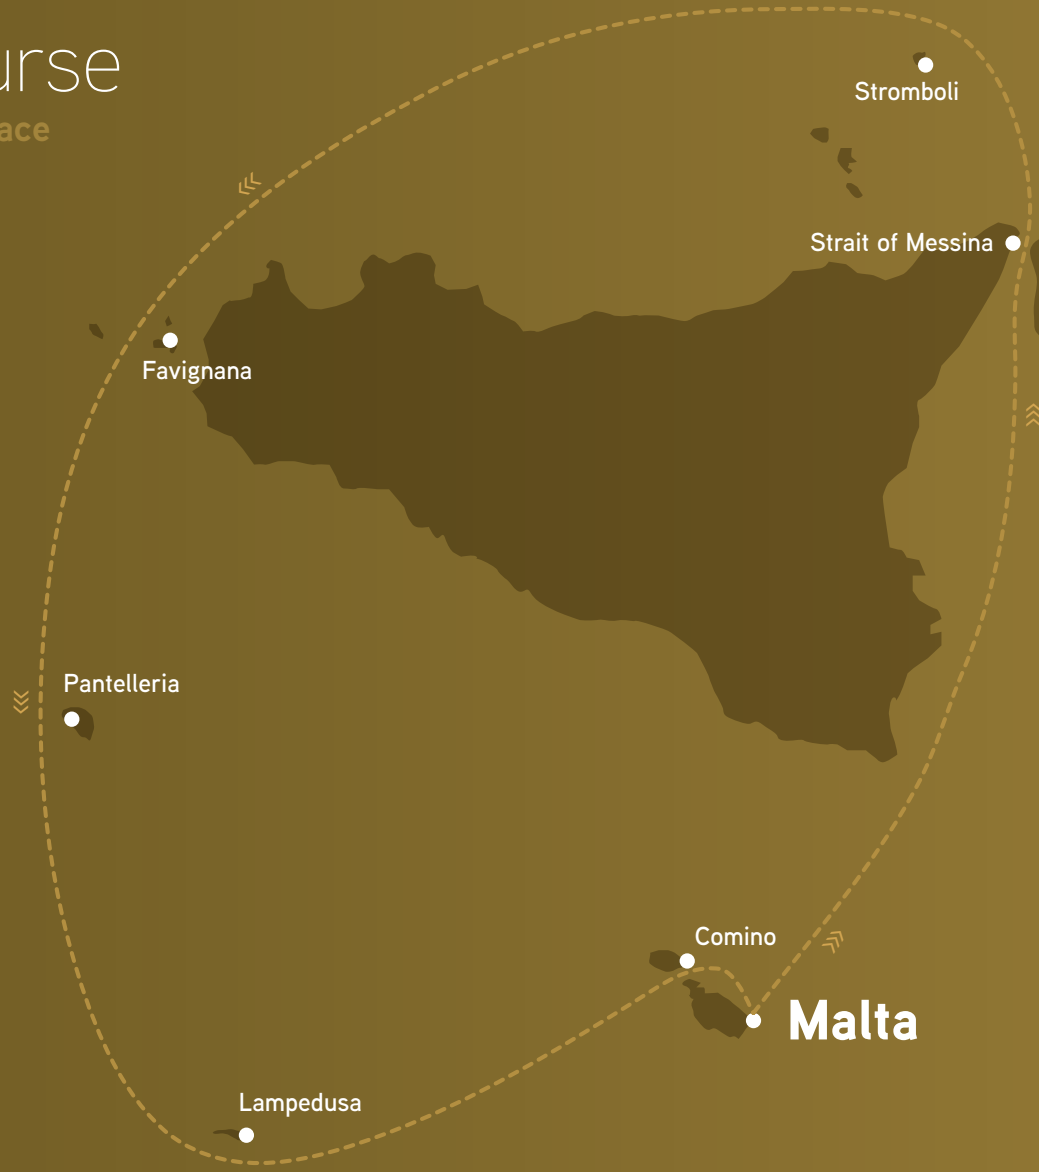 urse
ace
Stromboli
Strait of Messina
Favignana
Pantelleria
Comino
Malta
Lampedusa